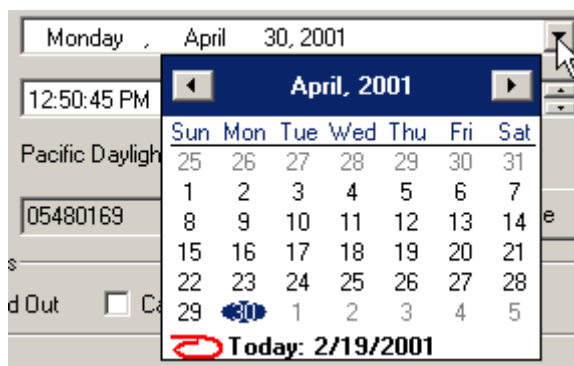 Monday , April 30, 2001
12:50:45 PM
April, 2001
Sun Mon Tue Wed Thu Fri Sat
Pacific Dayligh
25 26 27 28 29 30 31
1 2 3 4 5 6 7
05480169
8 9 10 11 12 13 14
e
15 16 17 18 19 20 21
s
22 23 24 25 26 27 28
d Out
Ca
29 30 1 2 3 4 5
Today: 2/19/2001